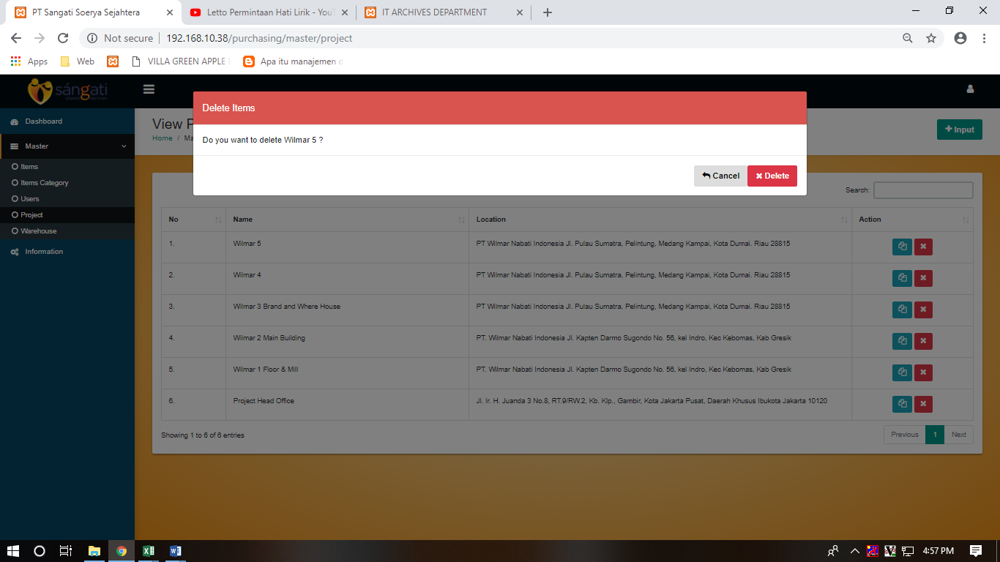 PT Sangati Soerya Sejahtera
Letto Permintaan Hati Lirik - You
IT ARCHIVES DEPARTMENT
Not secure
192.168.10.38/purchasing/master/project
Apps
Web
VILLA GREEN APPLE
Apa itu manajemen
sángati
Dashboard
Master
Items
Items Category
Users
Project
Warehouse
Information
View P
Home / Ma
Input
Delete Items
Do you want to delete Wilmar 5 ?
Cancel
Delete
Search:
No Name Location Action
1. Wilmar 5 PT Wilmar Nabati Indonesia Jl. Pulau Sumatra, Pelintung, Medang Kampai, Kota Dumai. Riau 28815
2. Wilmar 4 PT Wilmar Nabati Indonesia Jl. Pulau Sumatra, Pelintung, Medang Kampai, Kota Dumai. Riau 28815
3. Wilmar 3 Brand and Where House PT Wilmar Nabati Indonesia Jl. Pulau Sumatra, Pelintung, Medang Kampai, Kota Dumai. Riau 28815
4. Wilmar 2 Main Building PT. Wilmar Nabati Indonesia Jl. Kapten Darmo Sugondo No. 56, kel Indro, Kec Kebomas, Kab Gresik
5. Wilmar 1 Floor & Mill PT. Wilmar Nabati Indonesia Jl. Kapten Darmo Sugondo No. 56, kel Indro, Kec Kebomas, Kab Gresik
6. Project Head Office Jl. Ir. H. Juanda 3 No.8, RT.9/RW.2, Kb. Klp., Gambir, Kota Jakarta Pusat, Daerah Khusus Ibukota Jakarta 10120
Showing 1 to 6 of 6 entries
Previous 1 Next
4:57 PM